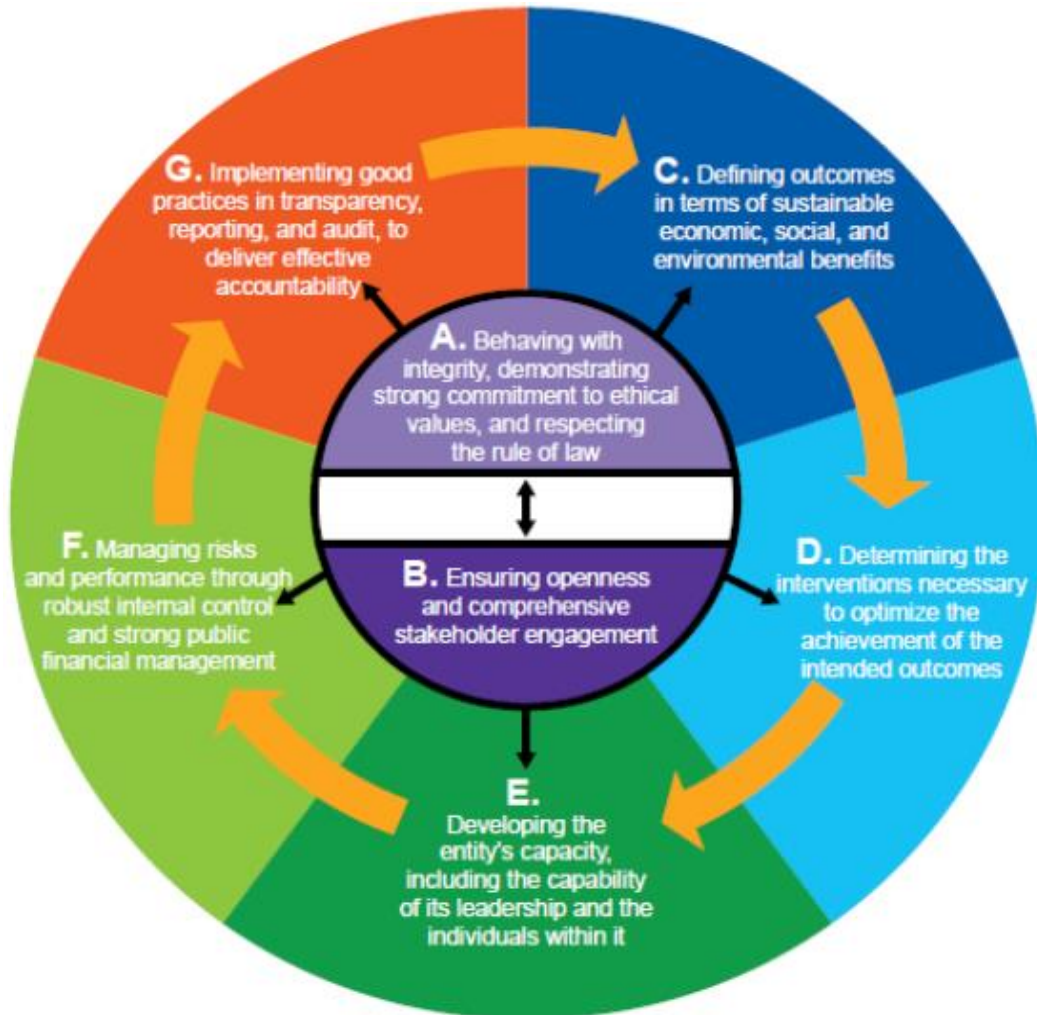 A. Behaving with
integrity, demonstrating
strong commitment to ethical
values, and respecting
the rule of law
B. Ensuring openness
and comprehensive
stakeholder engagement
C. Defining outcomes
in terms of sustainable
economic, social, and
environmental benefits
D. Determining the
interventions necessary
to optimize the
achievement of the
intended outcomes
E.
Developing the
entity's capacity,
including the capability
of its leadership and the
individuals within it
F. Managing risks
and performance through
robust internal control
and strong public
financial management
G. Implementing good
practices in transparency,
reporting, and audit, to
deliver effective
accountability